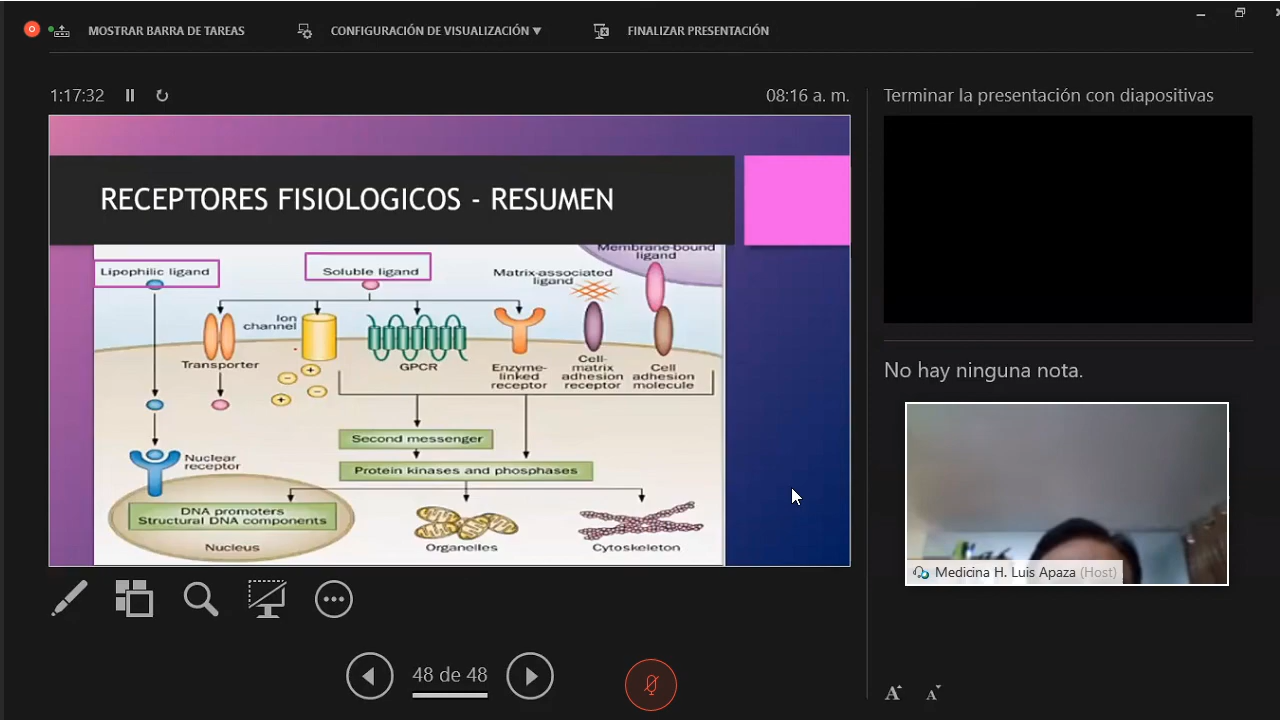 MOSTRAR BARRA DE TAREAS
CONFIGURACIÓN DE VISUALIZACIÓN ▼
FINALIZAR PRESENTACIÓN
1:17:32
08:16 a. m.
Terminar la presentación con diapositivas
RECEPTORES FISIOLOGICOS - RESUMEN
Membrane-bound
ligand
Lipophilic ligand
Soluble ligand
Matrix-associated
ligand
Ion
channel
Transporter
GPCR
Enzyme-
linked
receptor
Cell-
matrix
adhesion
receptor
Cell
adhesion
molecule
Second messenger
Nuclear
receptor
Protein kinases and phosphases
DNA promoters
Structural DNA components
Nucleus
Organelles
Cytoskeleton
No hay ninguna nota.
Medicina H. Luis Apaza (Host)
48 de 48
A A